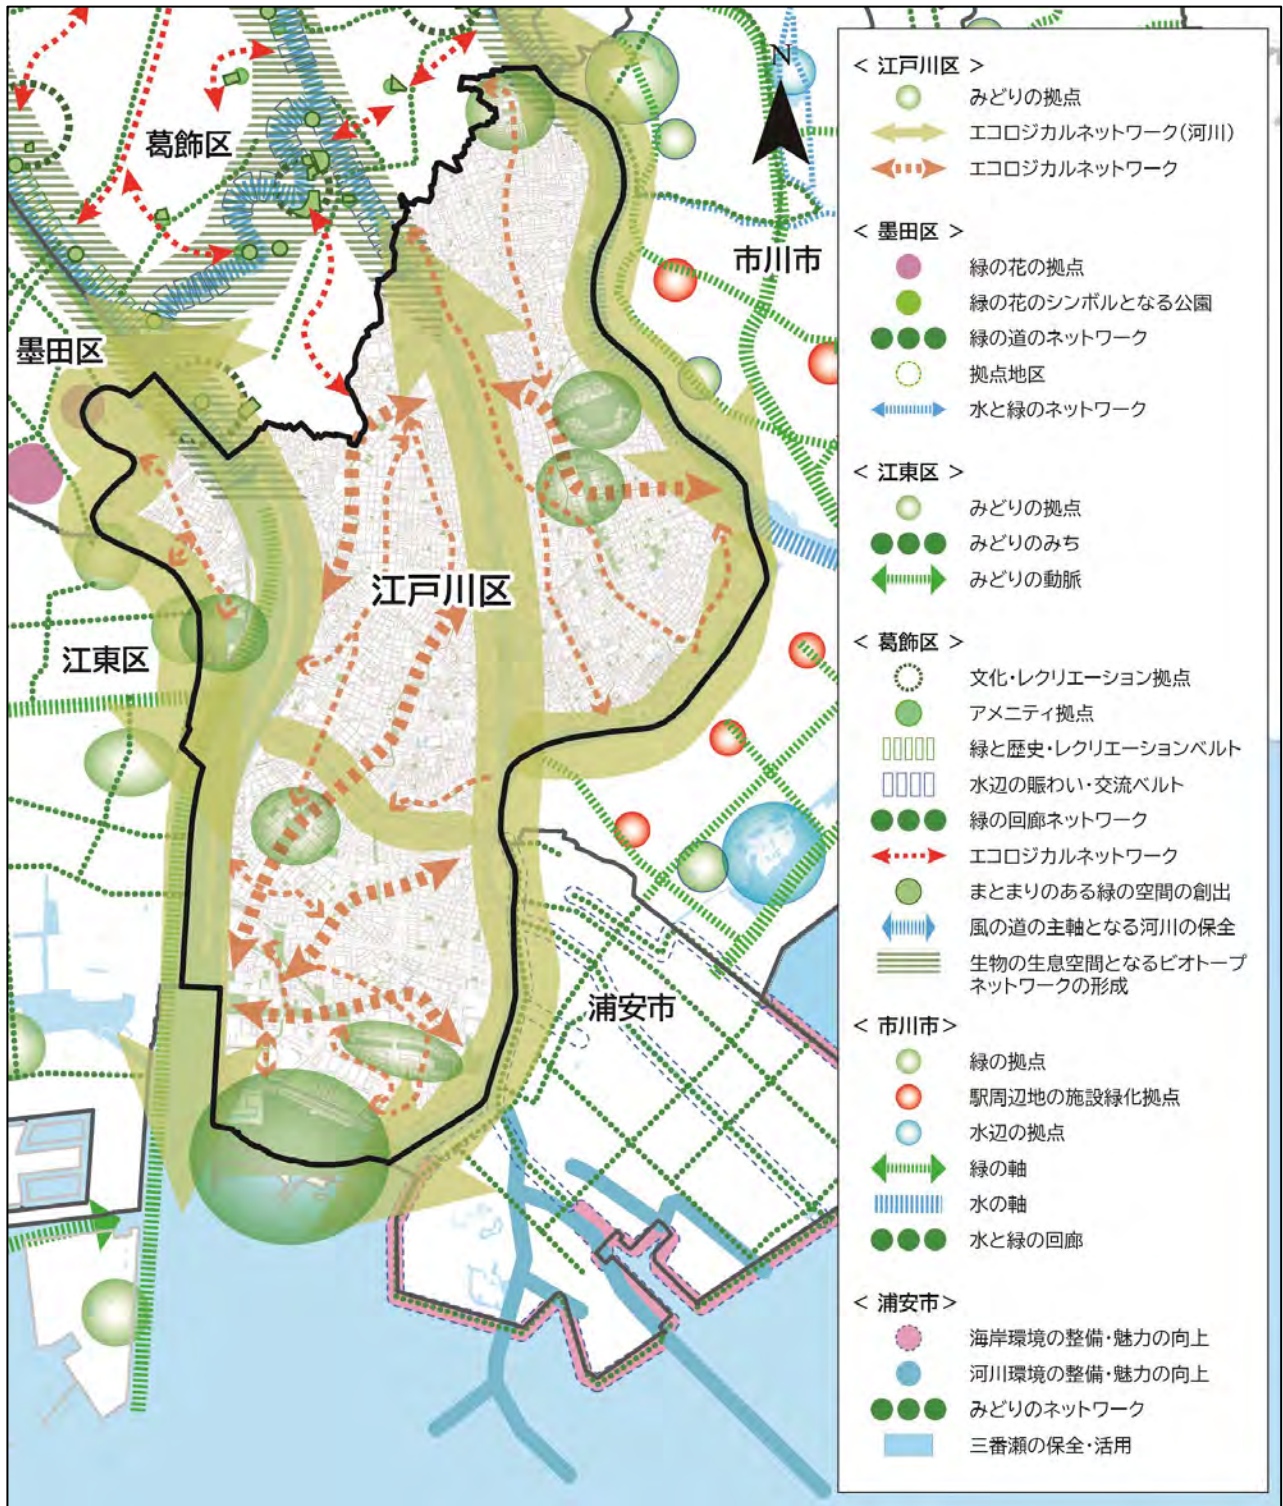 葛飾区
市川市
墨田区
江戸川区
江東区
浦安市
N
< 江戸川区 >
みどりの拠点
エコロジカルネットワーク(河川)
エコロジカルネットワーク
< 墨田区 >
緑の花の拠点
緑の花のシンボルとなる公園
緑の道のネットワーク
拠点地区
水と緑のネットワーク
< 江東区 >
みどりの拠点
みどりのみち
みどりの動脈
< 葛飾区 >
文化・レクリエーション拠点
アメニティ拠点
緑と歴史・レクリエーションベルト
水辺の賑わい・交流ベルト
緑の回廊ネットワーク
エコロジカルネットワーク
まとまりのある緑の空間の創出
風の道の主軸となる河川の保全
生物の生息空間となるビオトープ
ネットワークの形成
< 市川市 >
緑の拠点
駅周辺地の施設緑化拠点
水辺の拠点
緑の軸
水の軸
水と緑の回廊
< 浦安市 >
海岸環境の整備・魅力の向上
河川環境の整備・魅力の向上
みどりのネットワーク
三番瀬の保全・活用